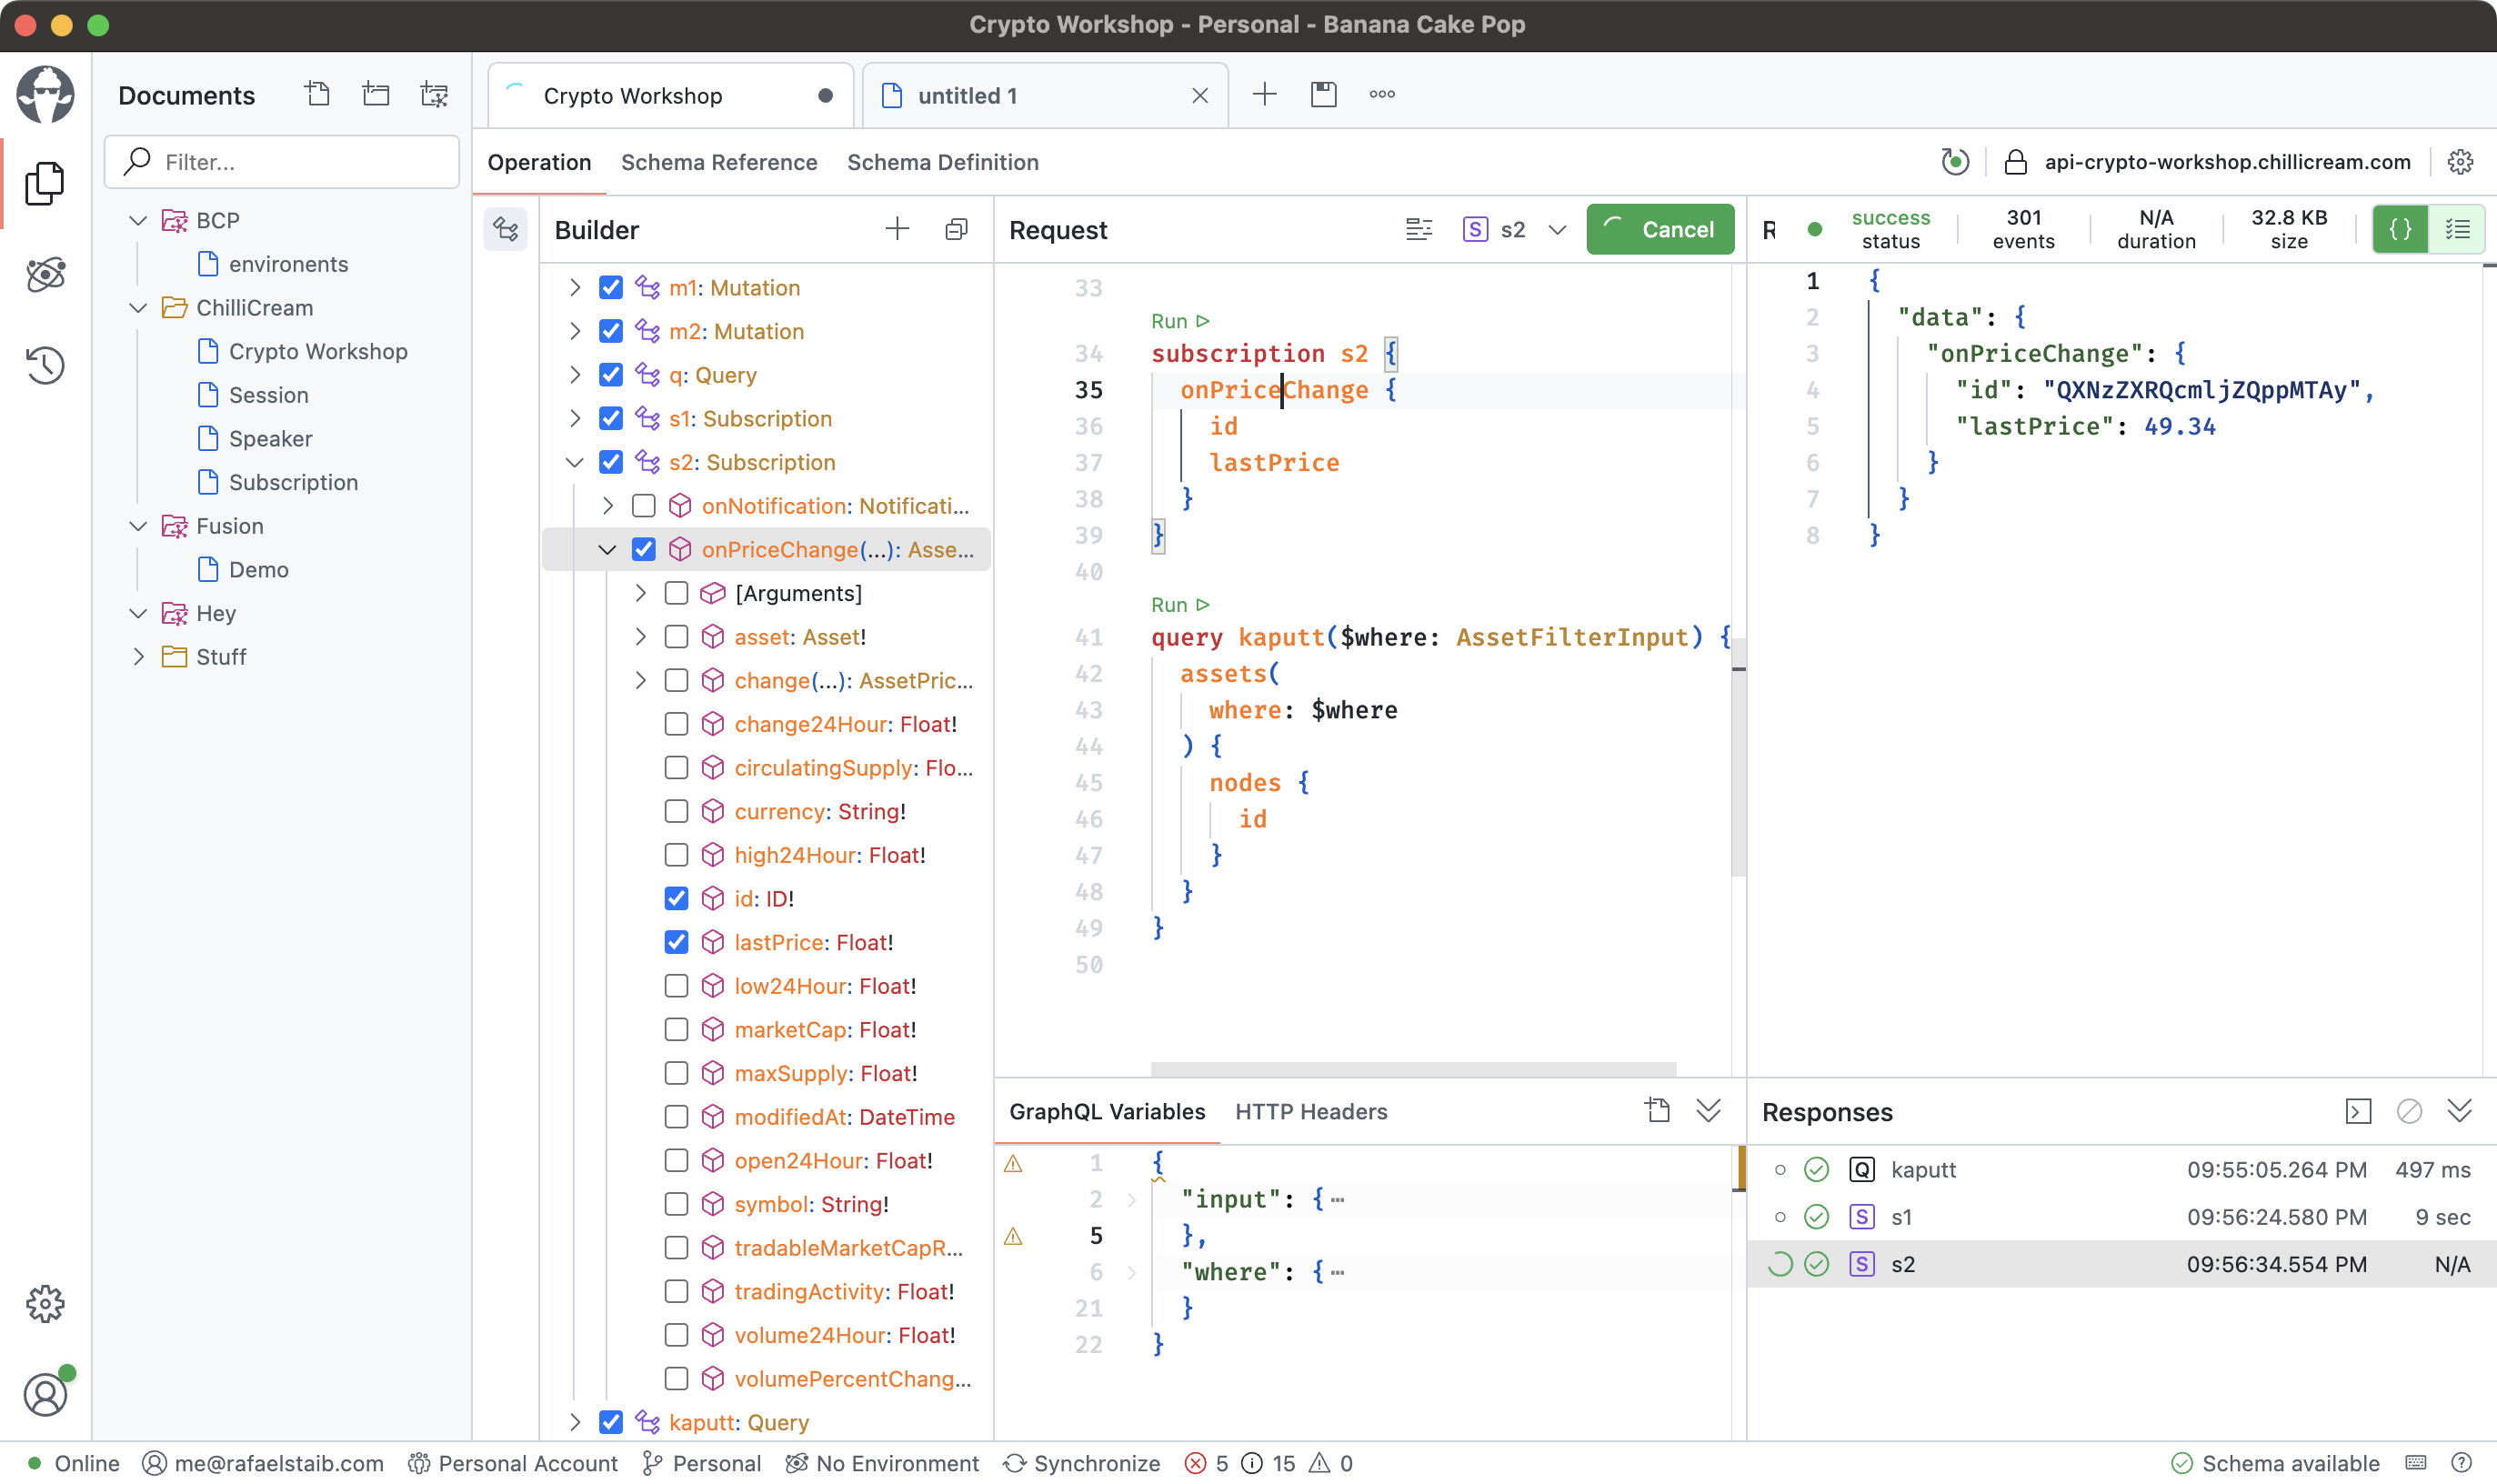 Crypto Workshop - Personal - Banana Cake Pop
Documents
Filter...
BCP
environents
ChilliCream
Crypto Workshop
Session
Speaker
Subscription
Fusion
Demo
Hey
Stuff
Crypto Workshop
untitled 1
Operation
Schema Reference
Schema Definition
api-crypto-workshop.chillicream.com
Builder
m1: Mutation
m2: Mutation
q: Query
s1: Subscription
s2: Subscription
onNotification: Notificati...
onPriceChange(...): Asse...
[Arguments]
asset: Asset!
change(...): AssetPric...
change24Hour: Float!
circulatingSupply: Flo...
currency: String!
high24Hour: Float!
id: ID!
lastPrice: Float!
low24Hour: Float!
marketCap: Float!
maxSupply: Float!
modifiedAt: DateTime
open24Hour: Float!
symbol: String!
tradableMarketCapR...
tradingActivity: Float!
volume24Hour: Float!
volumePercentChang...
kaputt: Query
Request
S s2
Cancel
33
Run
34 subscription s2 {
35 onPriceChange {
36 id
37 lastPrice
38 }
39 }
40
Run
41 query kaputt($where: AssetFilterInput) {
42 assets(
43 where: $where
44 ) {
45 nodes {
46 id
47 }
48 }
49 }
50
GraphQL Variables
HTTP Headers
1 {
2 "input": {⋯
5 },
6 "where": {⋯
21 }
22 }
R
success
status
301
events
N/A
duration
32.8 KB
size
{}
1 {
2 "data": {
3 "onPriceChange": {
4 "id": "QXNzZXRQcmljZQppMTAy",
5 "lastPrice": 49.34
6 }
7 }
8 }
Responses
Q kaputt 09:55:05.264 PM 497 ms
S s1 09:56:24.580 PM 9 sec
S s2 09:56:34.554 PM N/A
Online
me@rafaelstaib.com
Personal Account
Personal
No Environment
Synchronize
5
15
0
Schema available